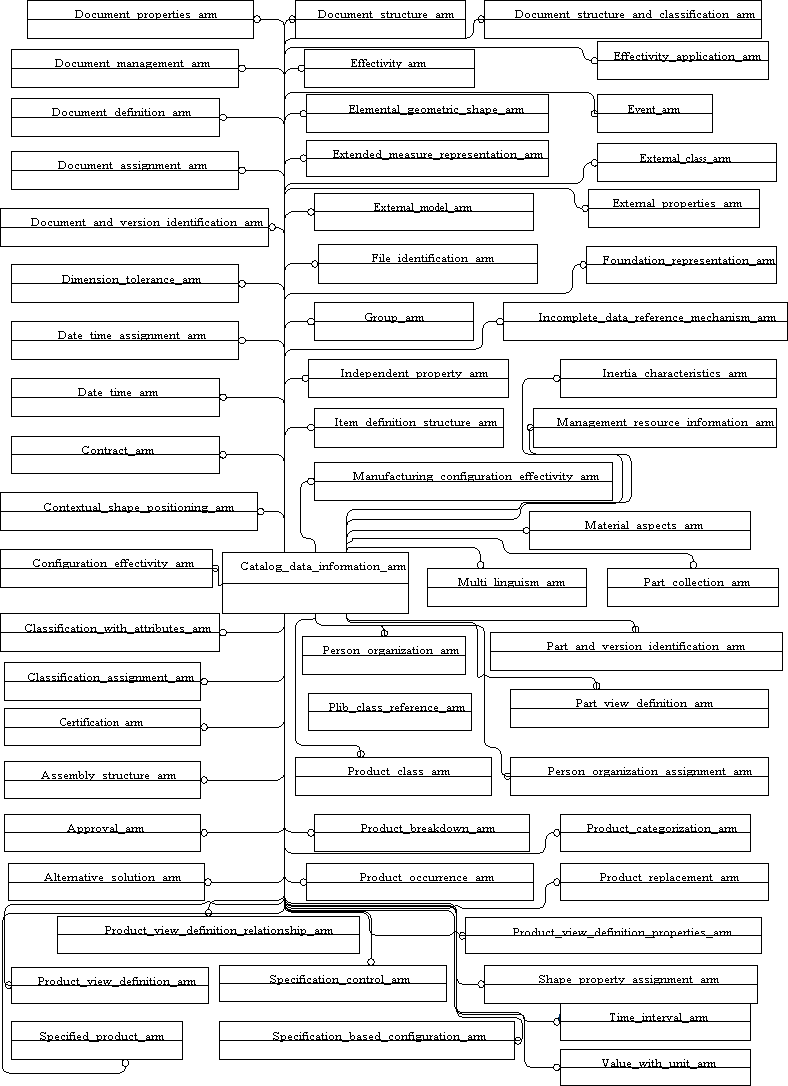 Document_properties_arm
Document_structure_arm
Document_structure_and_classification_arm
Document_management_arm
Effectivity_arm
Effectivity_application_arm
Document_definition_arm
Elemental_geometric_shape_arm
Event_arm
Document_assignment_arm
Extended_measure_representation_arm
External_class_arm
Document_and_version_identification_arm
External_model_arm
External_properties_arm
Dimension_tolerance_arm
File_identification_arm
Foundation_representation_arm
Date_time_assignment_arm
Group_arm
Incomplete_data_reference_mechanism_arm
Date_time_arm
Independent_property_arm
Inertia_characteristics_arm
Contract_arm
Item_definition_structure_arm
Management_resource_information_arm
Contextual_shape_positioning_arm
Manufacturing_configuration_effectivity_arm
Material_aspects_arm
Configuration_effectivity_arm
Catalog_data_information_arm
Multi_linguism_arm
Part_collection_arm
Classification_with_attributes_arm
Person_organization_arm
Part_and_version_identification_arm
Classification_assignment_arm
Plib_class_reference_arm
Part_view_definition_arm
Certification_arm
Assembly_structure_arm
Product_class_arm
Person_organization_assignment_arm
Approval_arm
Product_breakdown_arm
Product_categorization_arm
Alternative_solution_arm
Product_occurrence_arm
Product_replacement_arm
Product_view_definition_relationship_arm
Product_view_definition_properties_arm
Product_view_definition_arm
Specification_control_arm
Shape_property_assignment_arm
Specified_product_arm
Specification_based_configuration_arm
Time_interval_arm
Value_with_unit_arm